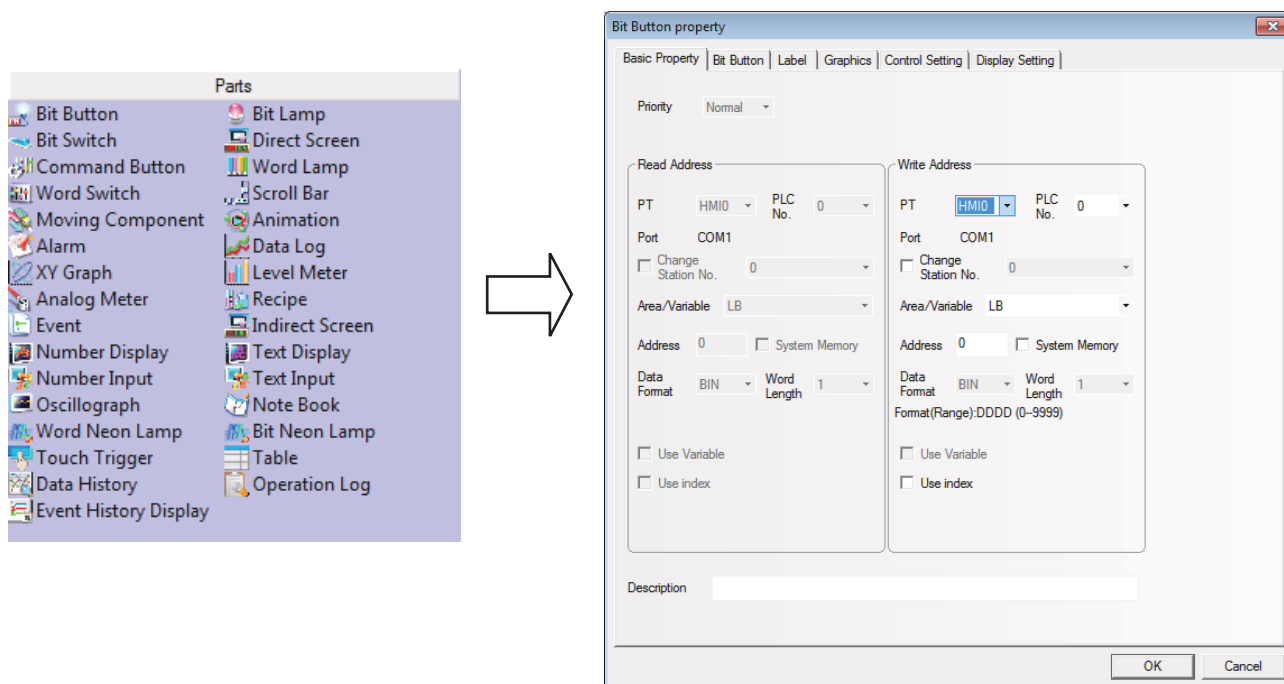 Parts
Bit Button
Bit Lamp
Bit Switch
Direct Screen
Command Button
Word Lamp
Word Switch
Scroll Bar
Moving Component
Animation
Alarm
Data Log
XY Graph
Level Meter
Analog Meter
Recipe
Event
Indirect Screen
Number Display
Text Display
Number Input
Text Input
Oscillograph
Note Book
Word Neon Lamp
Bit Neon Lamp
Touch Trigger
Table
Data History
Operation Log
Event History Display
Bit Button property
Basic Property
Bit Button
Label
Graphics
Control Setting
Display Setting
Priority
Normal
Read Address
PT
HMI0
PLC
No.
0
Port
COM1
Change
Station No.
0
Area/Variable
LB
Address
0
System Memory
Data
Format
BIN
Word
Length
1
Use Variable
Use index
Write Address
PT
HMI0
PLC
No.
0
Port
COM1
Change
Station No.
0
Area/Variable
LB
Address
0
System Memory
Data
Format
BIN
Word
Length
1
Format(Range):DDDD (0--9999)
Use Variable
Use index
Description
OK
Cancel